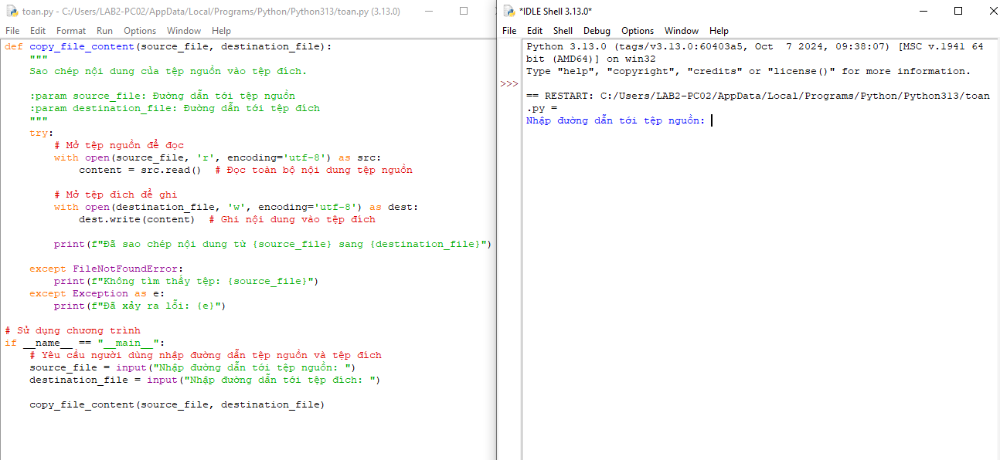 toan.py - C:/Users/LAB2-PC02/AppData/Local/Programs/Python/Python313/toan.py (3.13.0)
File Edit Format Run Options Window Help
def copy_file_content(source_file, destination_file):
    """
    Sao chép nội dung của tệp nguồn vào tệp đích.

    :param source_file: Đường dẫn tới tệp nguồn
    :param destination_file: Đường dẫn tới tệp đích
    """
    try:
        # Mở tệp nguồn để đọc
        with open(source_file, 'r', encoding='utf-8') as src:
            content = src.read()  # Đọc toàn bộ nội dung tệp nguồn

        # Mở tệp đích để ghi
        with open(destination_file, 'w', encoding='utf-8') as dest:
            dest.write(content)  # Ghi nội dung vào tệp đích

        print(f"Đã sao chép nội dung từ {source_file} sang {destination_file}")

    except FileNotFoundError:
        print(f"Không tìm thấy tệp: {source_file}")
    except Exception as e:
        print(f"Đã xảy ra lỗi: {e}")

# Sử dụng chương trình
if __name__ == "__main__":
    # Yêu cầu người dùng nhập đường dẫn tệp nguồn và tệp đích
    source_file = input("Nhập đường dẫn tới tệp nguồn: ")
    destination_file = input("Nhập đường dẫn tới tệp đích: ")

    copy_file_content(source_file, destination_file)
*IDLE Shell 3.13.0*
File Edit Shell Debug Options Window Help
Python 3.13.0 (tags/v3.13.0:60403a5, Oct  7 2024, 09:38:07) [MSC v.1941 64
bit (AMD64)] on win32
Type "help", "copyright", "credits" or "license()" for more information.
>>>
== RESTART: C:/Users/LAB2-PC02/AppData/Local/Programs/Python/Python313/toan
.py =
Nhập đường dẫn tới tệp nguồn: